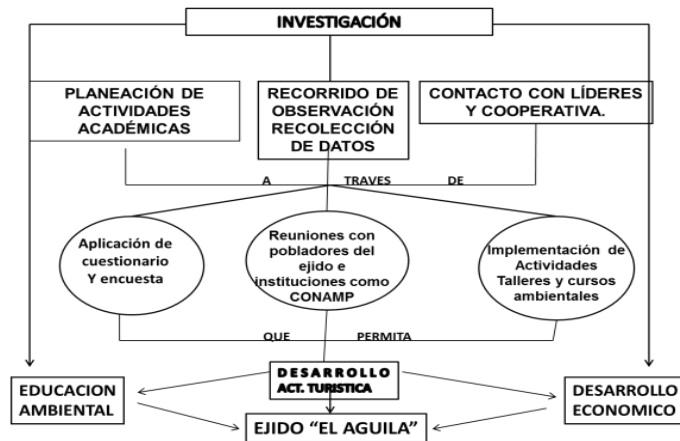 INVESTIGACIÓN
PLANEACIÓN DE
ACTIVIDADES
ACADÉMICAS
RECORRIDO DE
OBSERVACIÓN
RECOLECCIÓN
DE DATOS
CONTACTO CON LÍDERES
Y COOPERATIVA.
A TRAVES DE
Aplicación de
cuestionario
Y encuesta
Reuniones con
pobladores del
ejido e
instituciones como
CONAMP
Implementación de
Actividades
Talleres y cursos
ambientales
QUE PERMITA
DESARROLLO
ACT. TURISTICA
EDUCACION
AMBIENTAL
DESARROLLO
ECONOMICO
EJIDO “EL AGUILA”